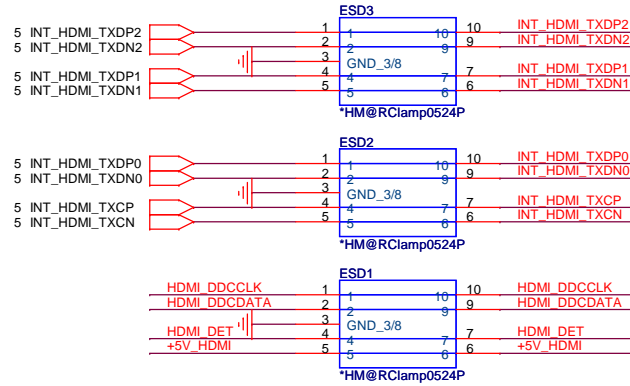 ESD3
5 INT_HDMI_TXDP2 1 1 10 10 INT_HDMI_TXDP2
5 INT_HDMI_TXDN2 2 2 9 9 INT_HDMI_TXDN2
3 GND_3/8
5 INT_HDMI_TXDP1 4 4 7 7 INT_HDMI_TXDP1
5 INT_HDMI_TXDN1 5 5 6 6 INT_HDMI_TXDN1
*HM@RClamp0524P
ESD2
5 INT_HDMI_TXDP0 1 1 10 10 INT_HDMI_TXDP0
5 INT_HDMI_TXDN0 2 2 9 9 INT_HDMI_TXDN0
3 GND_3/8
5 INT_HDMI_TXCP 4 4 7 7 INT_HDMI_TXCP
5 INT_HDMI_TXCN 5 5 6 6 INT_HDMI_TXCN
*HM@RClamp0524P
ESD1
HDMI_DDCCLK 1 1 10 10 HDMI_DDCCLK
HDMI_DDCDATA 2 2 9 9 HDMI_DDCDATA
3 GND_3/8
HDMI_DET 4 4 7 7 HDMI_DET
+5V_HDMI 5 5 6 6 +5V_HDMI
*HM@RClamp0524P